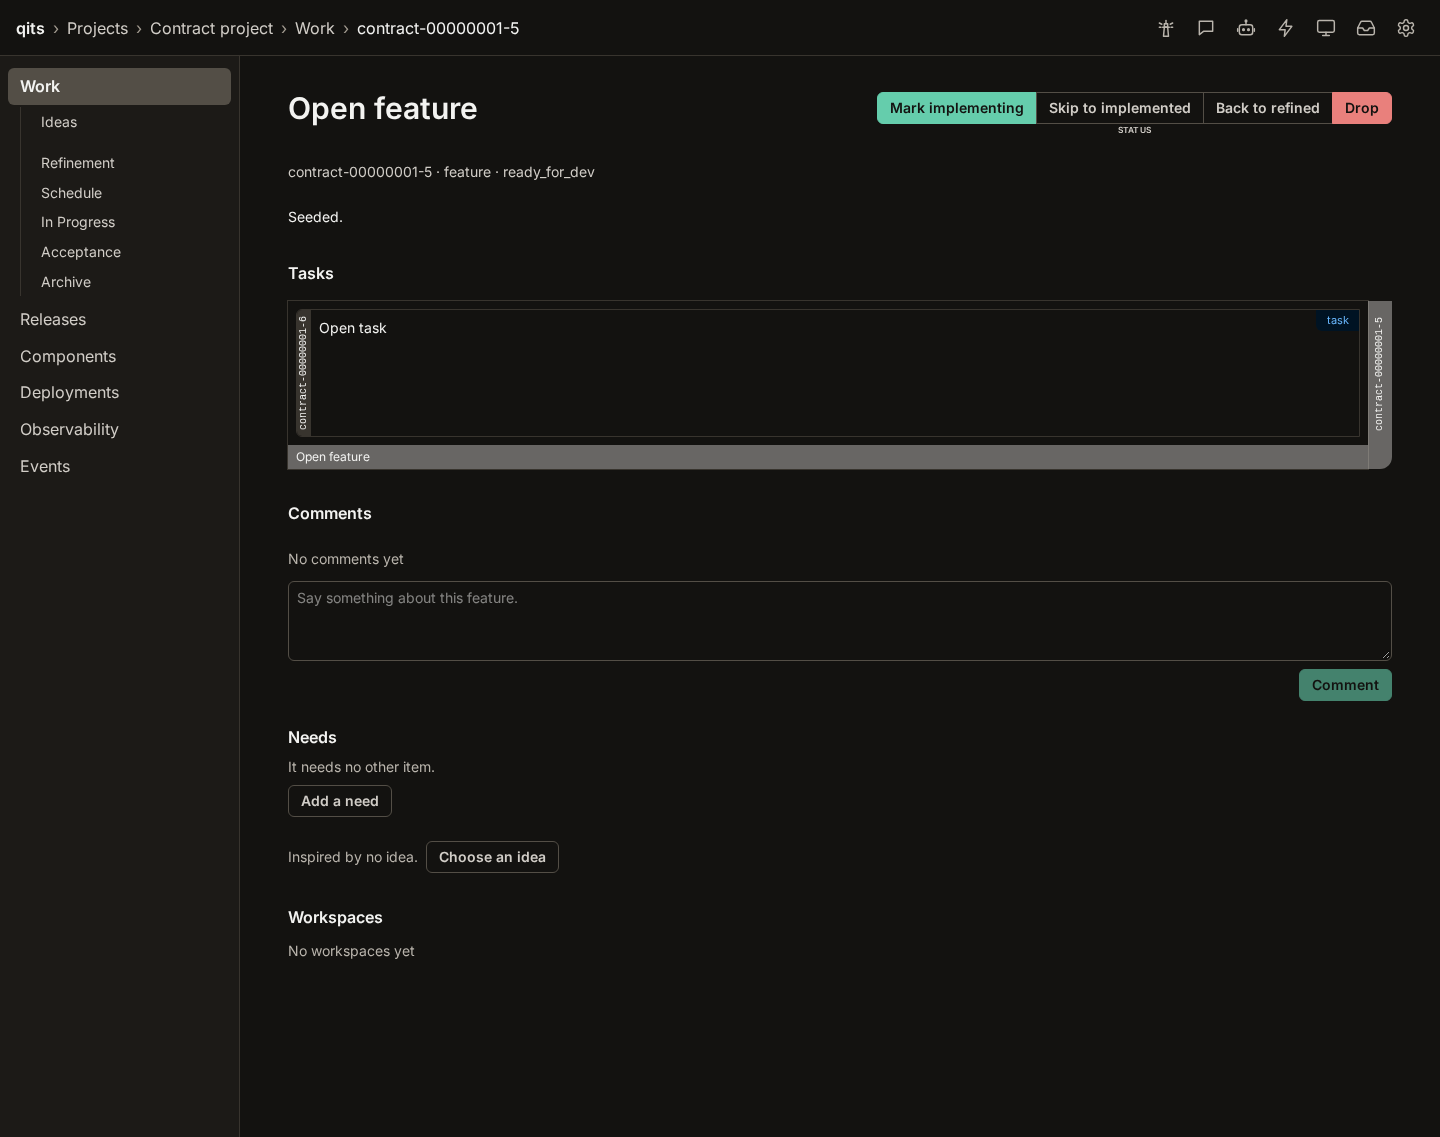 qits › Projects › Contract project › Work › contract-00000001-5
Work
Ideas
Refinement
Schedule
In Progress
Acceptance
Archive
Releases
Components
Deployments
Observability
Events
Open feature
Mark implementing
Skip to implemented
Back to refined
Drop
STATUS
contract-00000001-5 · feature · ready_for_dev
Seeded.
Tasks
contract-00000001-6
Open task
task
contract-00000001-5
Open feature
Comments
No comments yet
Say something about this feature.
Comment
Needs
It needs no other item.
Add a need
Inspired by no idea.
Choose an idea
Workspaces
No workspaces yet